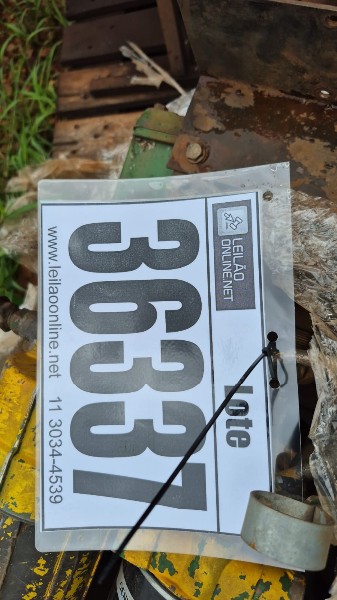 LEILÃO
ONLINE.NET
Lote
36337
www.leilaoonline.net 11 3034-4539